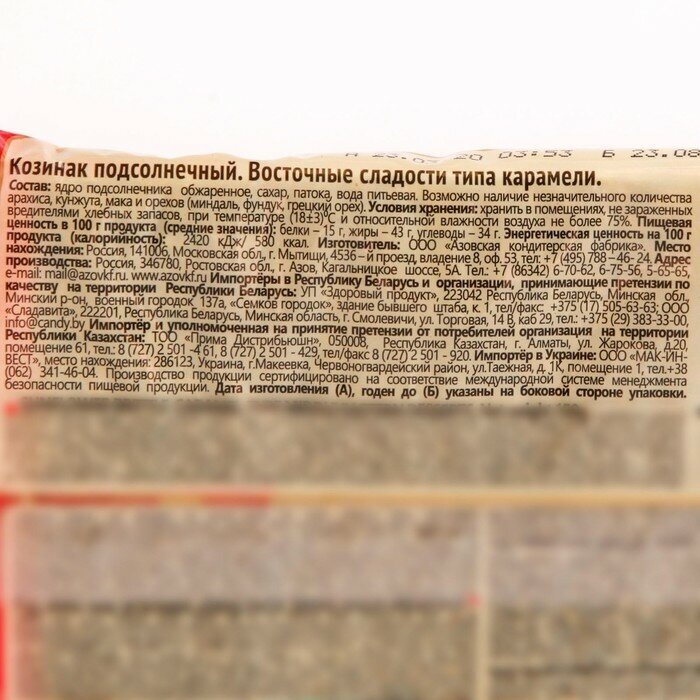 03:53 Б 23.08
Козинак подсолнечный. Восточные сладости типа карамели.
Состав: ядро подсолнечника обжаренное, сахар, патока, вода питьевая. Возможно наличие незначительного количества
арахиса, кунжута, мака и орехов (миндаль, фундук, грецкий орех). Условия хранения: хранить в помещениях, не зараженных
вредителями хлебных запасов, при температуре (18±3)°С и относительной влажности воздуха не более 75%. Пищевая
ценность в 100 г продукта (средние значения): белки – 15 г, жиры – 43 г, углеводы – 34 г. Энергетическая ценность на 100 г
продукта (калорийность): 2420 кДж/ 580 ккал. Изготовитель: ООО «Азовская кондитерская фабрика». Место
нахождения: Россия, 141006, Московская обл., г. Мытищи, 4536 – й проезд, владение 8, оф. 53, тел: +7 (495) 788 – 46 - 24. Адрес
производства: Россия, 346780, Ростовская обл., г. Азов, Кагальницкое шоссе, 5А. Тел.: +7 (86342) 6-70-62, 6-75-56, 5-65-65,
e-mail: mail@azovkf.ru www.azovkf.ru Импортёры в Республику Беларусь и организации, принимающие претензии по
качеству на территории Республики Беларусь: УП «Здоровый продукт», 223042 Республика Беларусь, Минская обл.,
Минский р-он, военный городок 137а, «Семков городок», здание бывшего штаба, к. 1, тел/факс +375 (17) 505-63-63; ООО
«Сладавита», 222201, Республика Беларусь, Минская область, г. Смолевичи, ул. Торговая, 14 В, каб 29, тел.: +375 (29) 383-33-00
info@candy.by Импортёр и уполномоченная на принятие претензии от потребителей организация на территории
Республики Казахстан: ТОО «Прима Дистрибьюшн», 050008, Республика Казахстан, г. Алматы, ул. Жарокова, д.20,
помещение 61, тел.: 8 (727) 2 501 -4 61, 8 (727) 2 501 - 429, тел/факс 8 (727) 2 501 - 920. Импортёр в Украине: ООО «МАК-ИН-
ВЕСТ», место нахождения: 286123, Украина, г.Макеевка, Червоногвардейский район, ул.Таежная, д. 1К, помещение 1, тел.+38
(062) 341-46-04. Производство продукции сертифицировано на соответствие международной системе менеджмента
безопасности пищевой продукции. Дата изготовления (А), годен до (Б) указаны на боковой стороне упаковки.